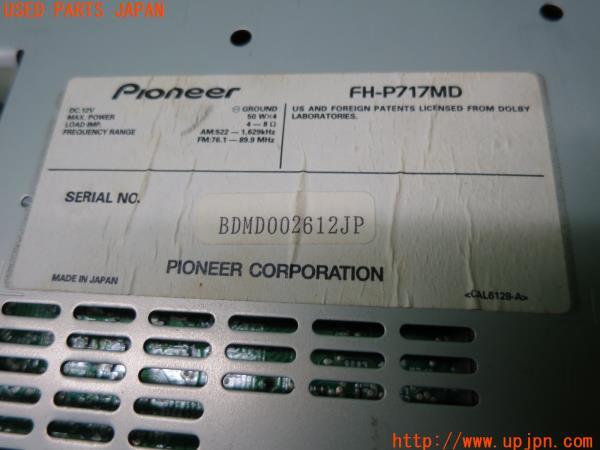 USED PARTS JAPAN
Pioneer
FH-P717MD
DC.12V ⊖ GROUND
MAX. POWER 50 W×4
LOAD IMP. 4 — 8 Ω
FREQUENCY RANGE AM:522 — 1,629kHz
FM:76.1 — 89.9 MHz
US AND FOREIGN PATENTS LICENSED FROM DOLBY
LABORATORIES.
SERIAL NO.
BDMD002612JP
PIONEER CORPORATION
MADE IN JAPAN
<CAL6128-A>
http://www.upjpn.com/